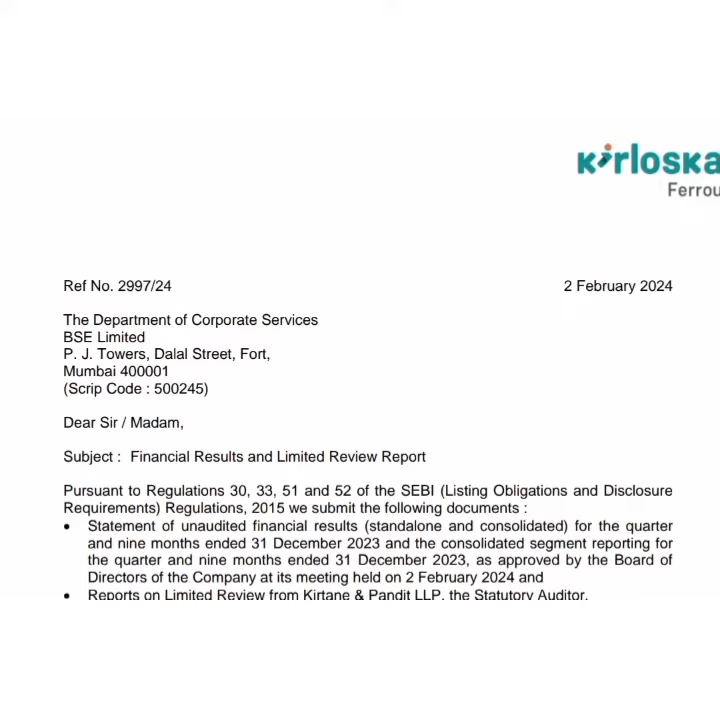 kirloska
Ferrou
Ref No. 2997/24 2 February 2024
The Department of Corporate Services
BSE Limited
P. J. Towers, Dalal Street, Fort,
Mumbai 400001
(Scrip Code : 500245)
Dear Sir / Madam,
Subject : Financial Results and Limited Review Report
Pursuant to Regulations 30, 33, 51 and 52 of the SEBI (Listing Obligations and Disclosure
Requirements) Regulations, 2015 we submit the following documents :
• Statement of unaudited financial results (standalone and consolidated) for the quarter
and nine months ended 31 December 2023 and the consolidated segment reporting for
the quarter and nine months ended 31 December 2023, as approved by the Board of
Directors of the Company at its meeting held on 2 February 2024 and
• Reports on Limited Review from Kirtane & Pandit LLP, the Statutory Auditor.